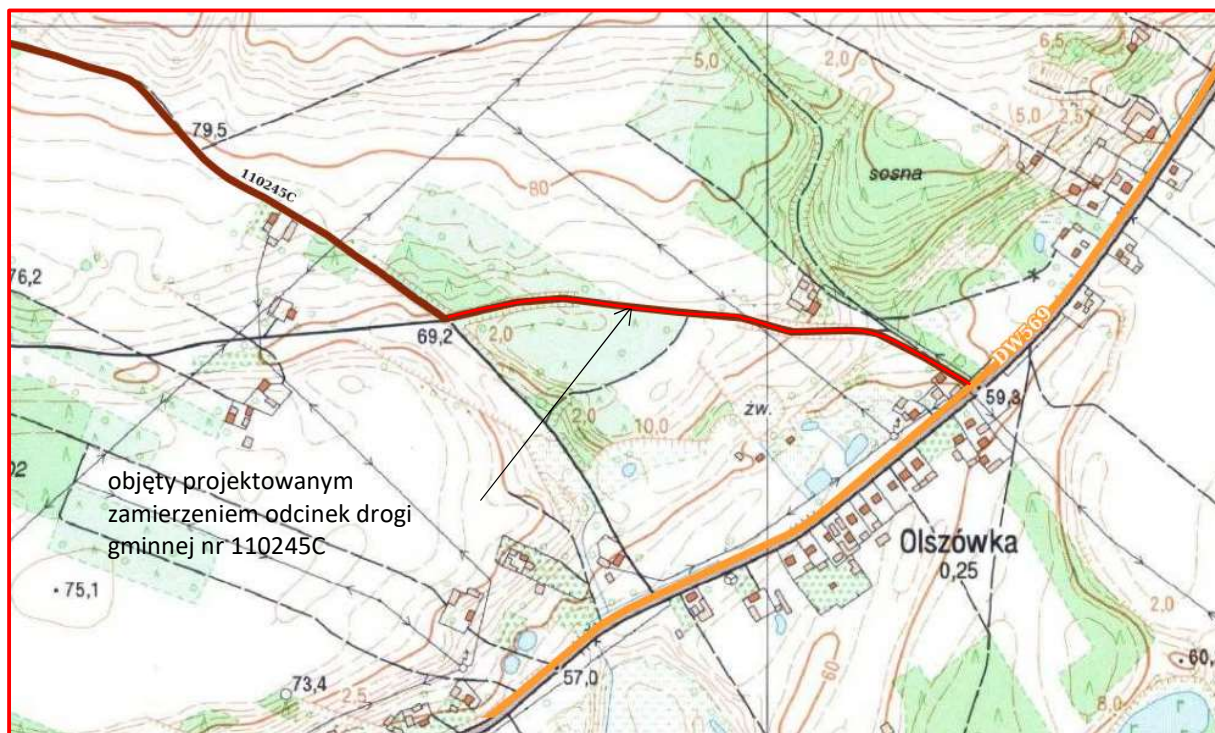 5,0
2,0
6,5
79,5
5,0
2,5
110245C
80
sosna
76,2
69,2
2,0
DW569
59,3
2,0
10,0
zw.
objęty projektowanym
zamierzeniem odcinek drogi
gminnej nr 110245C
Olszówka
0,25
75,1
2,0
60
60,
57,0
73,4
2,5
8,0